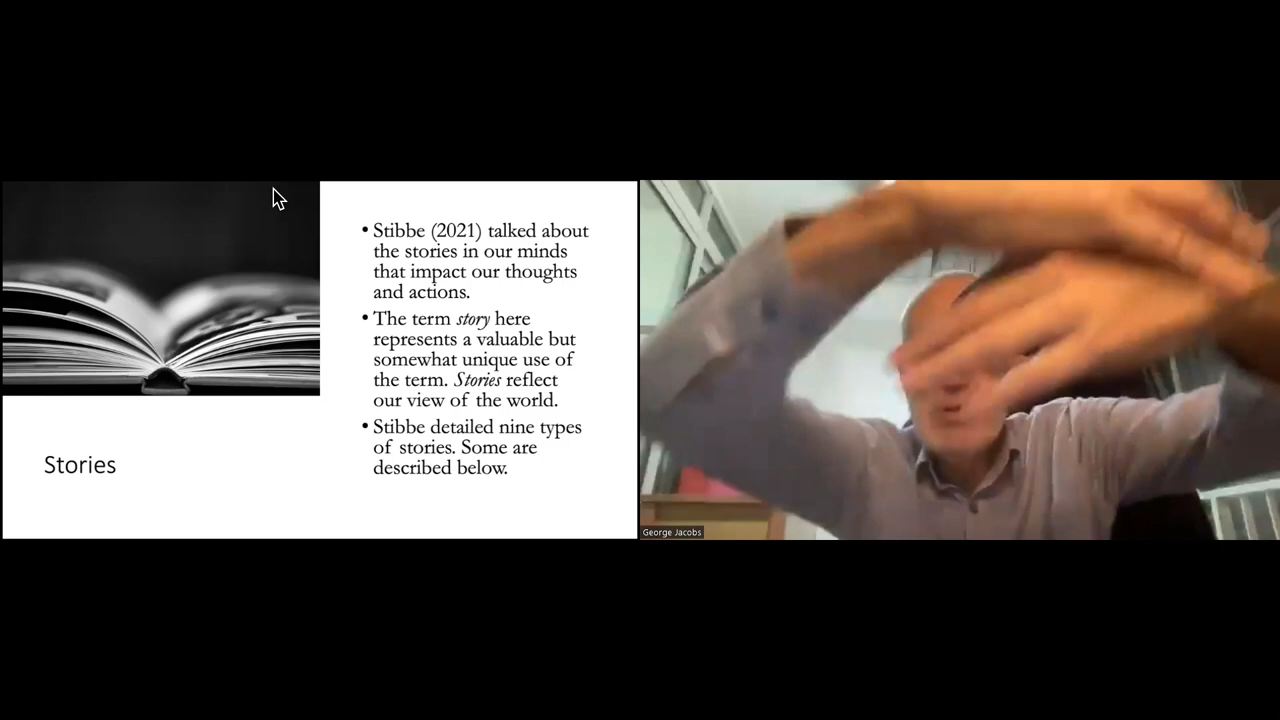 • Stibbe (2021) talked about
the stories in our minds
that impact our thoughts
and actions.
• The term story here
represents a valuable but
somewhat unique use of
the term. Stories reflect
our view of the world.
• Stibbe detailed nine types
of stories. Some are
described below.
Stories
George Jacobs